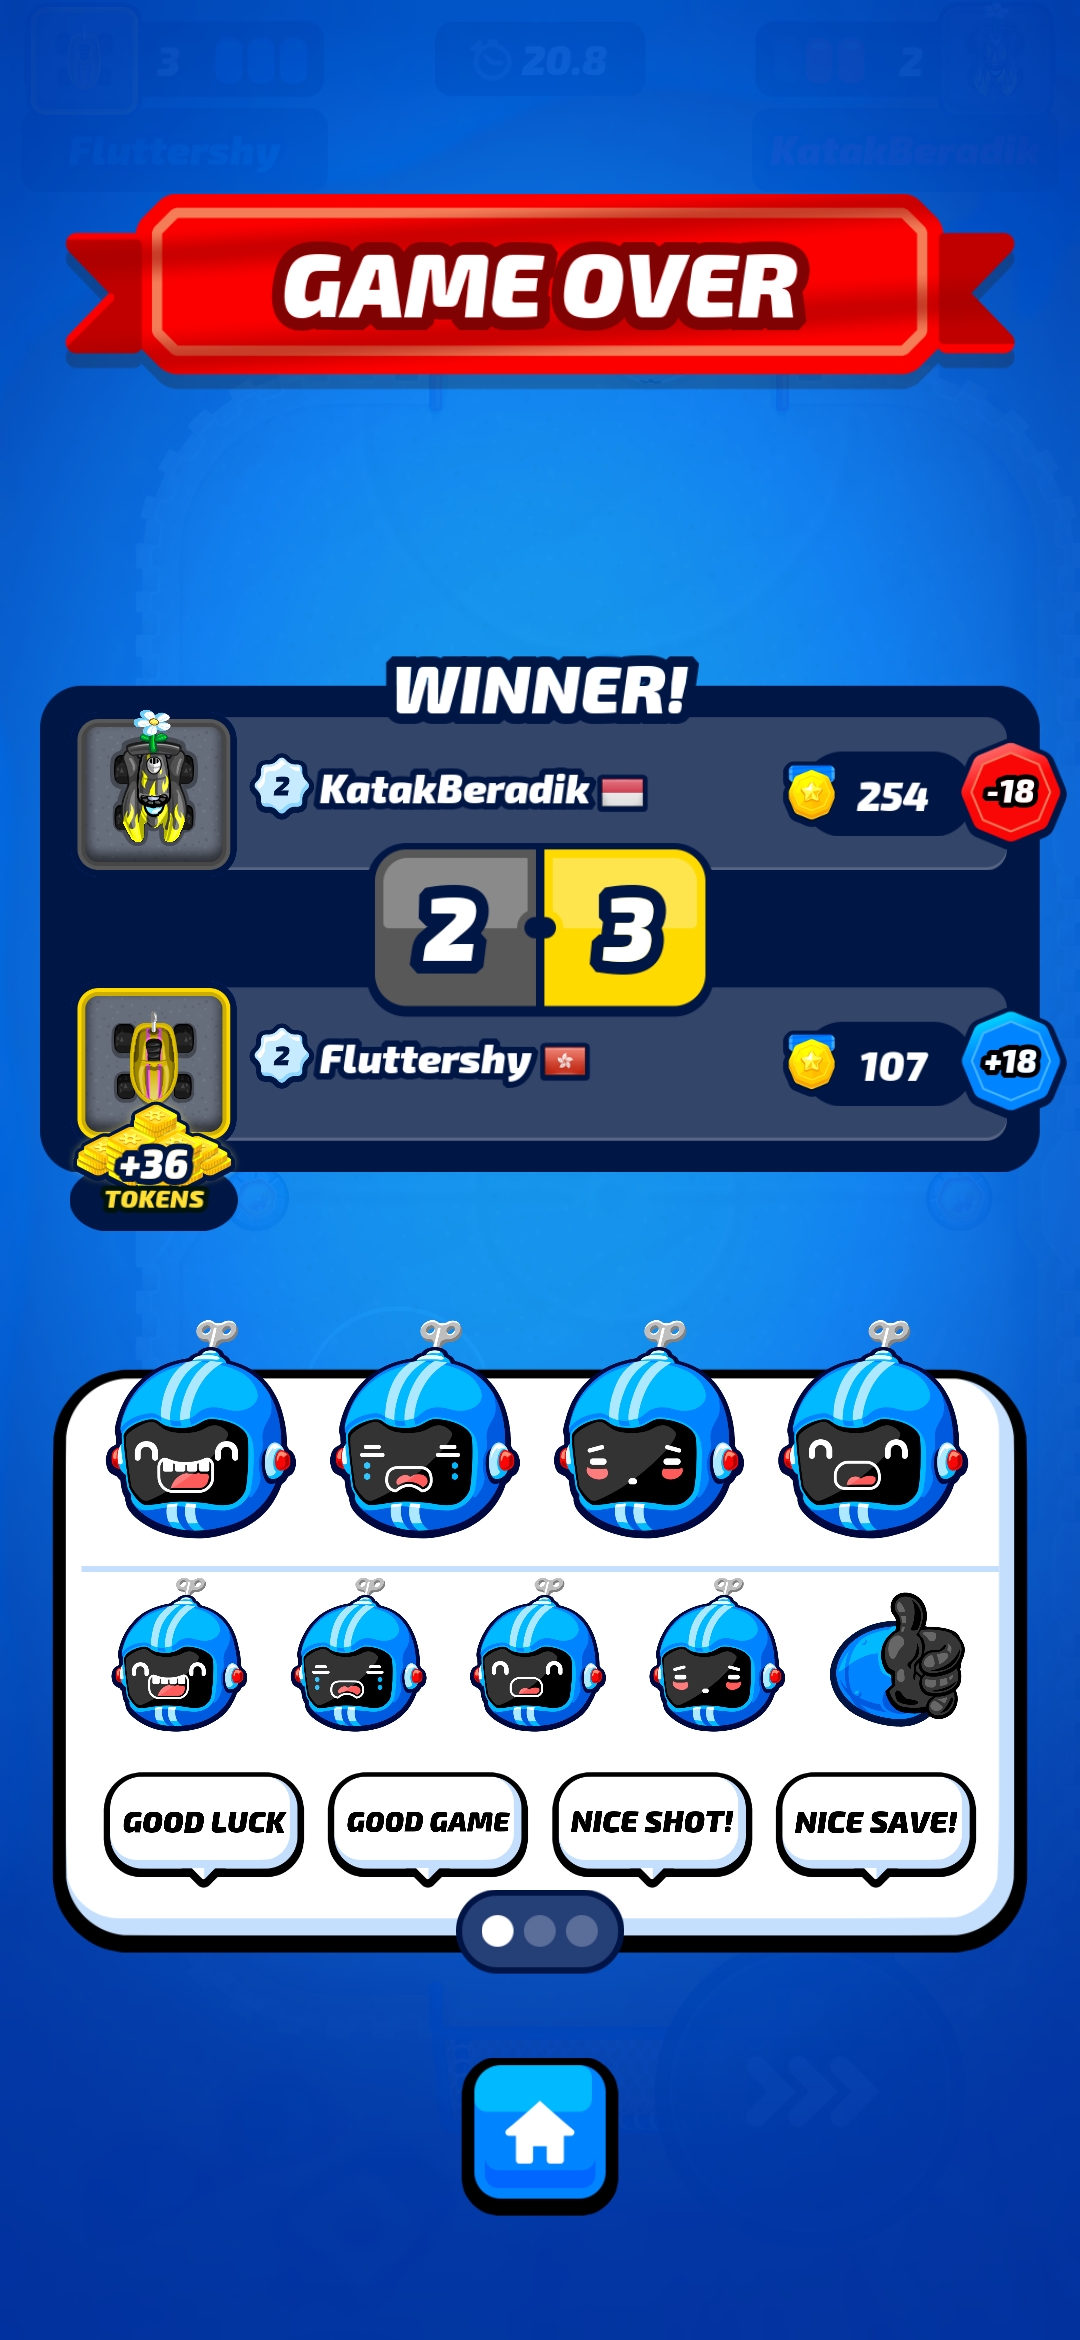 3
20.8
2
Fluttershy
KatakBeradik
GAME OVER
WINNER!
2
KatakBeradik
254
-18
2
3
2
Fluttershy
107
+18
+36
TOKENS
GOOD LUCK
GOOD GAME
NICE SHOT!
NICE SAVE!